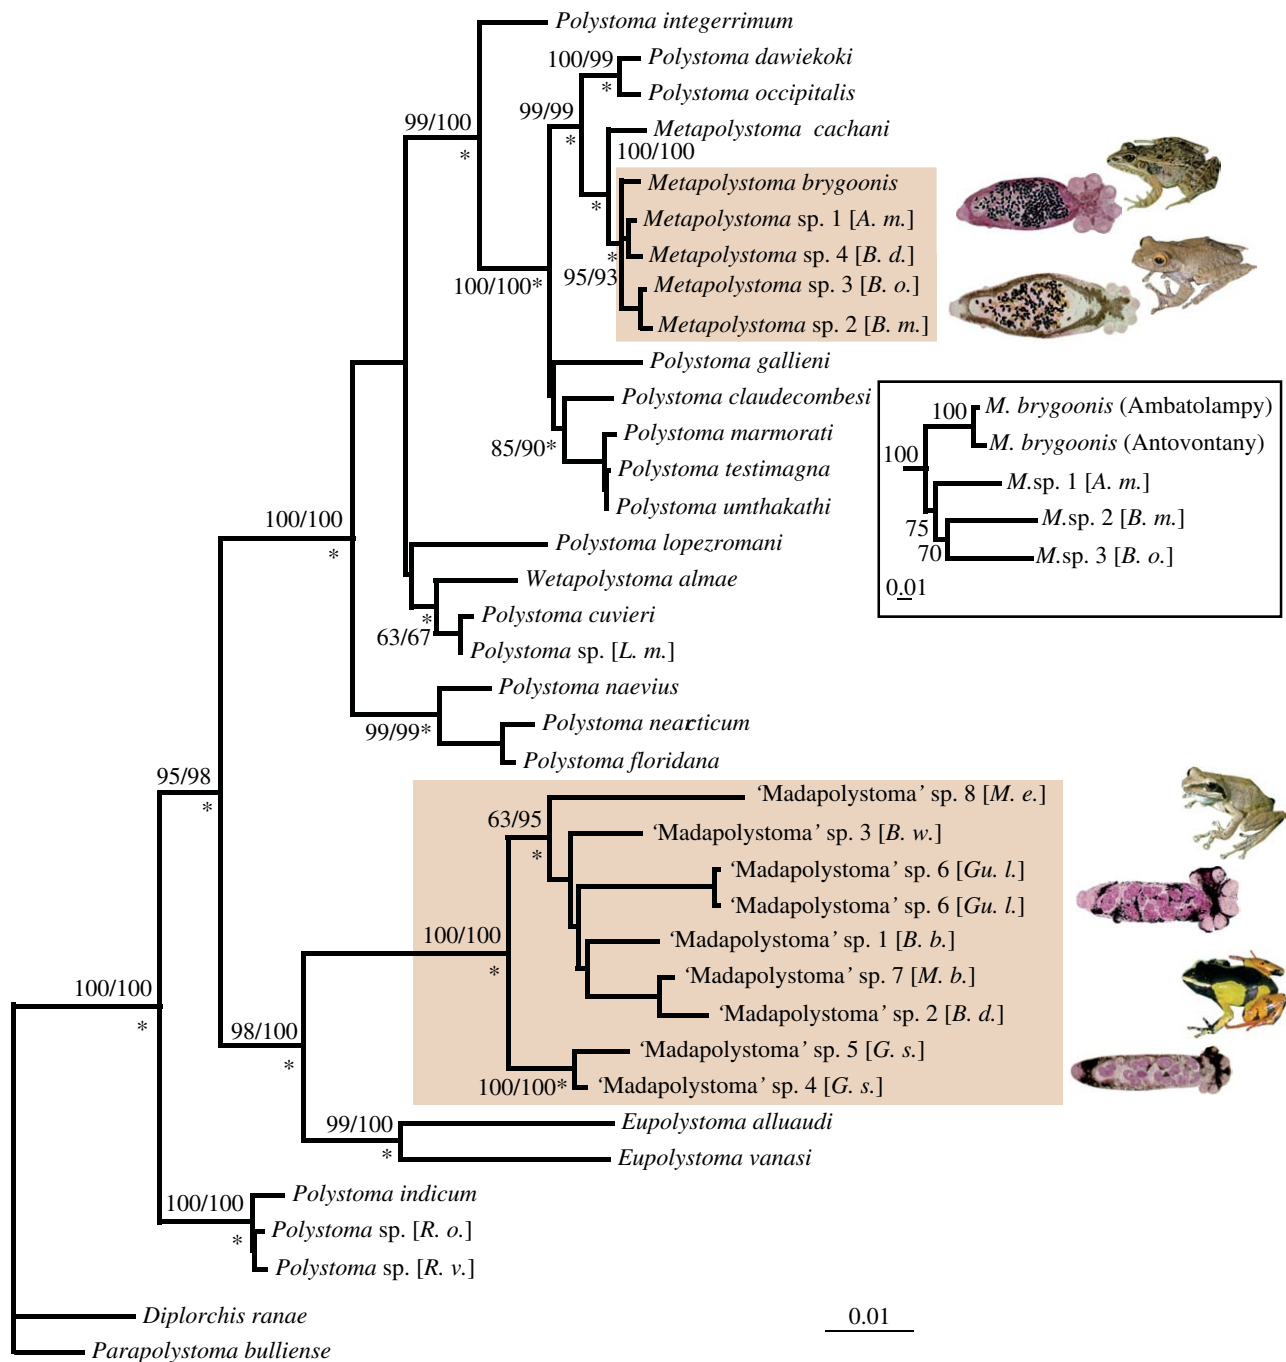 Polystoma integerrimum
100/99
Polystoma dawiekoki
*
Polystoma occipitalis
99/99
*
99/100
*
Metapolystoma cachani
100/100
Metapolystoma brygoonis
*
Metapolystoma sp. 1 [A. m.]
*
Metapolystoma sp. 4 [B. d.]
100/100*
95/93
Metapolystoma sp. 3 [B. o.]
Metapolystoma sp. 2 [B. m.]
Polystoma gallieni
Polystoma claudecombesi
Polystoma marmorati
85/90*
Polystoma testimagna
Polystoma umthakathi
100
M. brygoonis (Ambatolampy)
M. brygoonis (Antovontany)
100
M.sp. 1 [A. m.]
75
M.sp. 2 [B. m.]
70
M.sp. 3 [B. o.]
0.01
100/100
*
Polystoma lopezromani
Wetapolystoma almae
Polystoma cuvieri
*
63/67
Polystoma sp. [L. m.]
Polystoma naevius
99/99*
Polystoma nearcticum
Polystoma floridana
95/98
*
'Madapolystoma' sp. 8 [M. e.]
63/95
*
'Madapolystoma' sp. 3 [B. w.]
'Madapolystoma' sp. 6 [Gu. l.]
'Madapolystoma' sp. 6 [Gu. l.]
100/100
*
'Madapolystoma' sp. 1 [B. b.]
'Madapolystoma' sp. 7 [M. b.]
'Madapolystoma' sp. 2 [B. d.]
100/100
*
98/100
*
'Madapolystoma' sp. 5 [G. s.]
100/100*
'Madapolystoma' sp. 4 [G. s.]
99/100
*
Eupolystoma alluaudi
Eupolystoma vanasi
100/100
*
Polystoma indicum
Polystoma sp. [R. o.]
Polystoma sp. [R. v.]
Diplorchis ranae
0.01
Parapolystoma bulliense